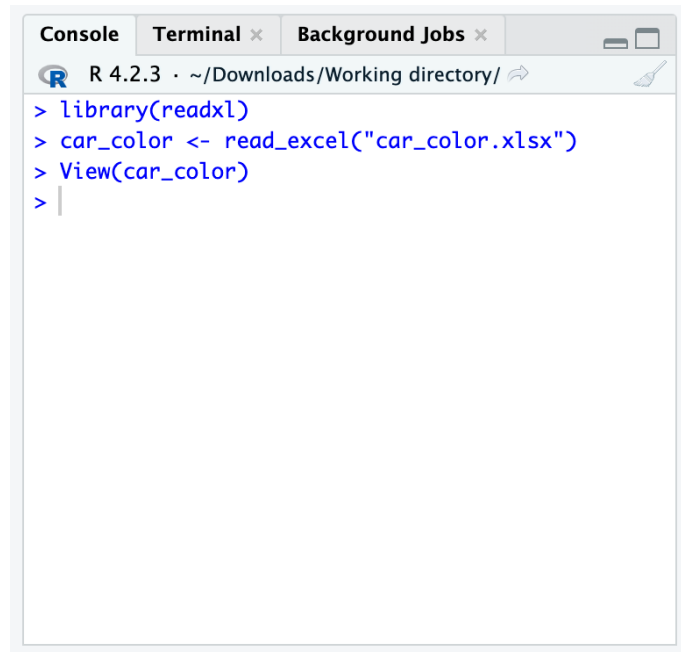 Console Terminal × Background Jobs ×
R R 4.2.3 · ~/Downloads/Working directory/
> library(readxl)
> car_color <- read_excel("car_color.xlsx")
> View(car_color)
>